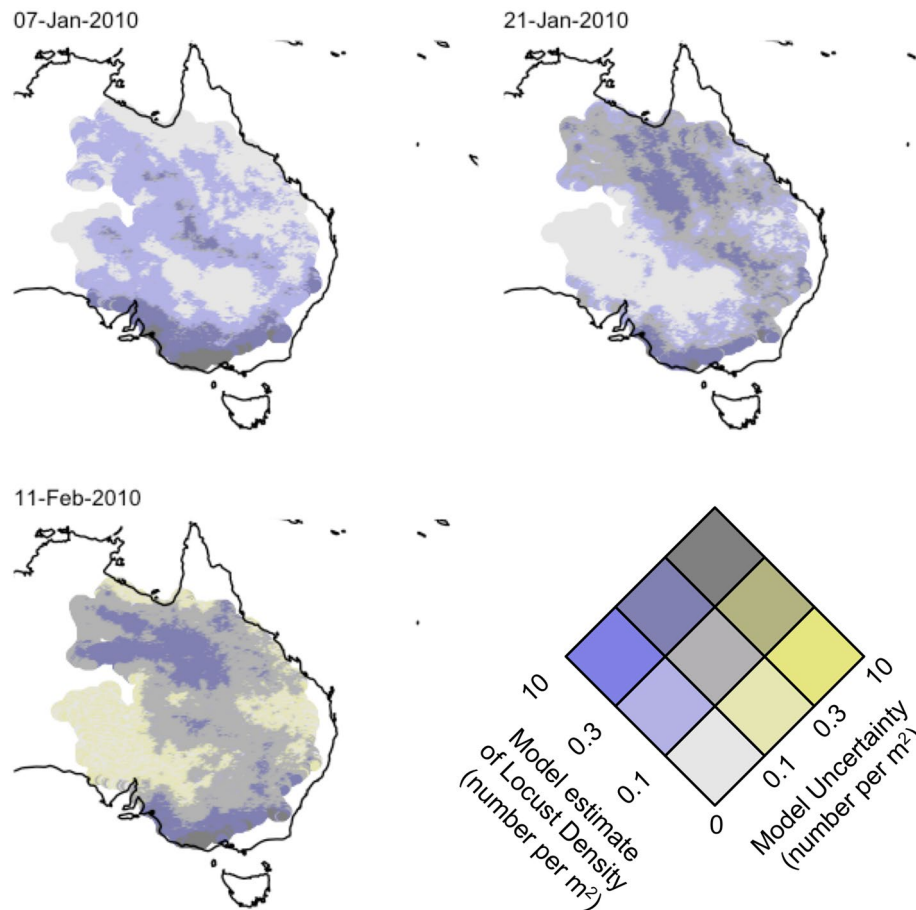 07-Jan-2010
21-Jan-2010
11-Feb-2010
10
0.3
0.1
0
0.1
0.3
10
Model estimate
of Locust Density
(number per m²)
Model Uncertainty
(number per m²)